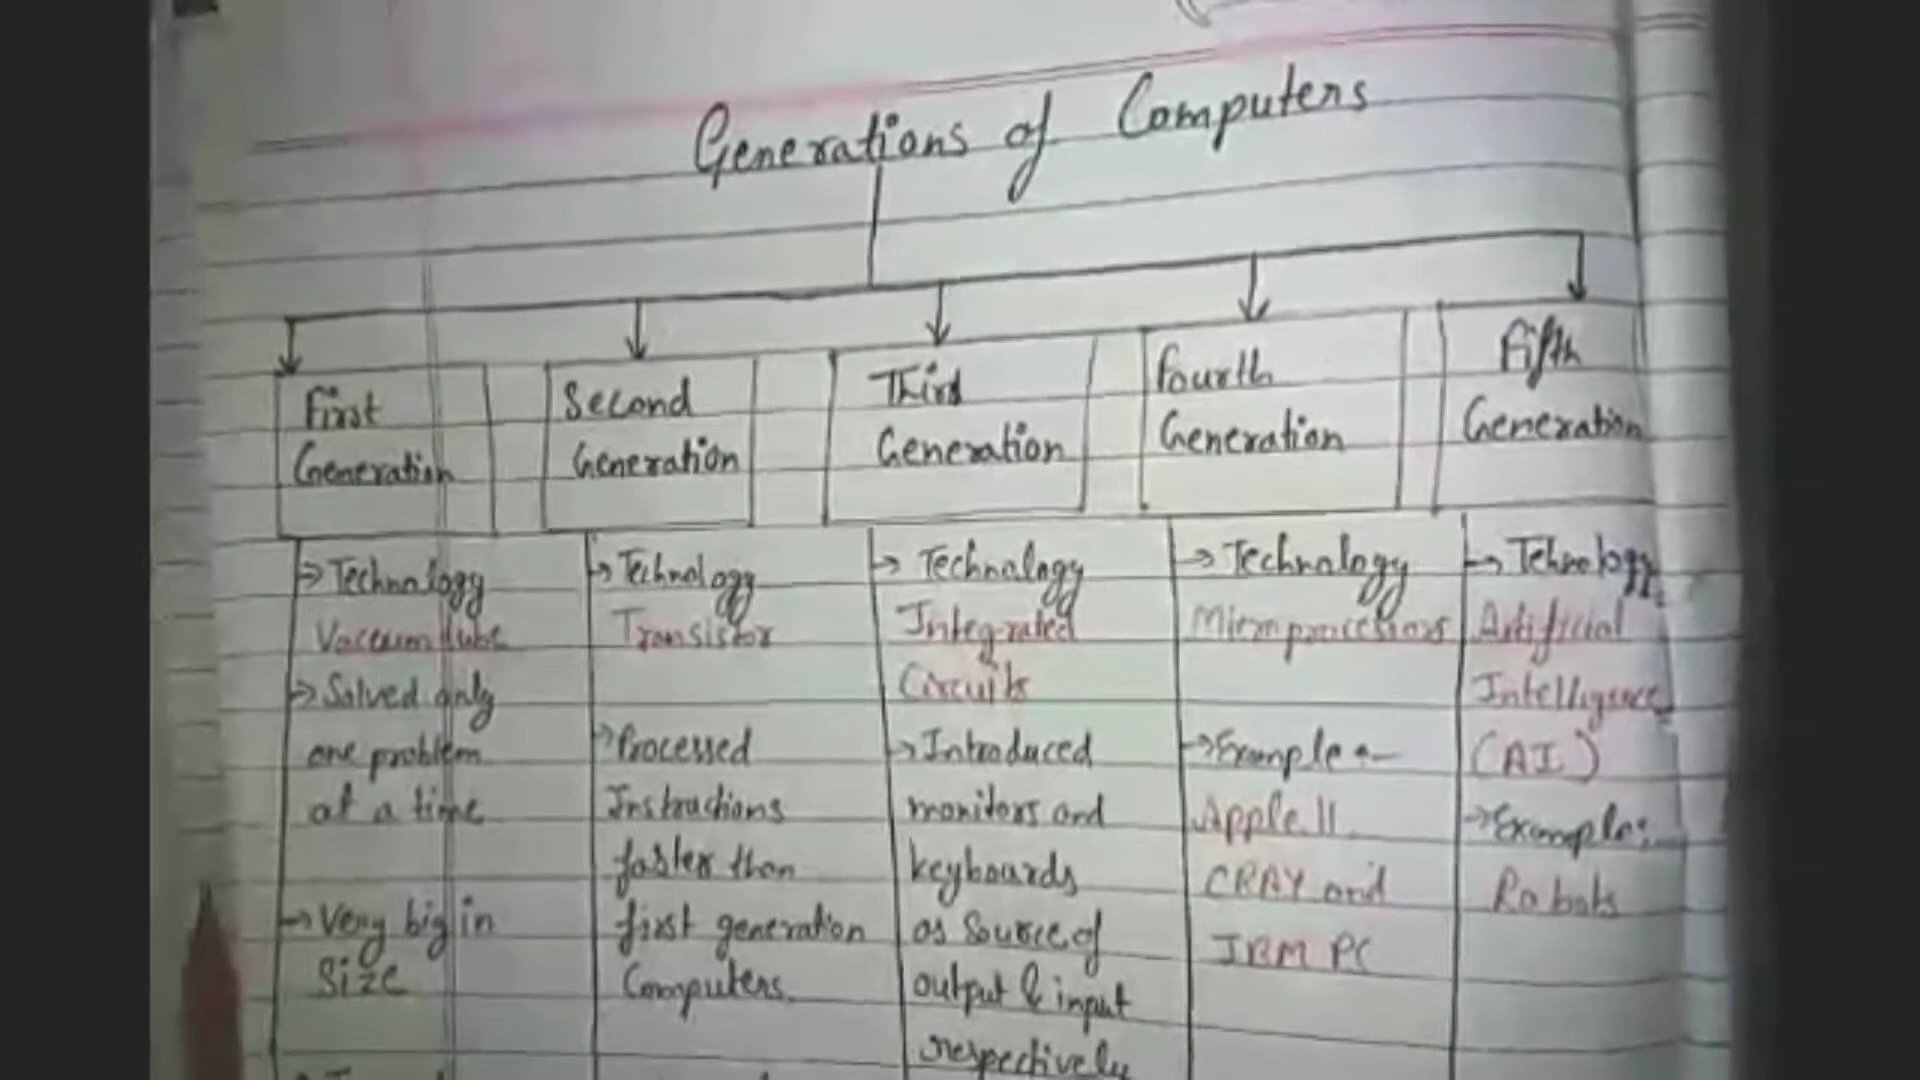 Generations of Computers
First
Generation
Second
Generation
Third
Generation
Fourth
Generation
Fifth
Generation
→ Technology
Vaccum tube
→ Solved only
one problem
at a time
→ Very big in
Size
→ Technology
Transistor
→ Processed
Instructions
faster than
first generation
Computers.
→ Technology
Integrated
Circuits
→ Introduced
monitors and
keyboards
as Source of
output & input
respectively
→ Technology
Microprocessors
→ Example :-
Apple II
CRAY and
IBM PC
→ Tehnology
Artificial
Intelligence
(AI)
→ Example:-
Robots